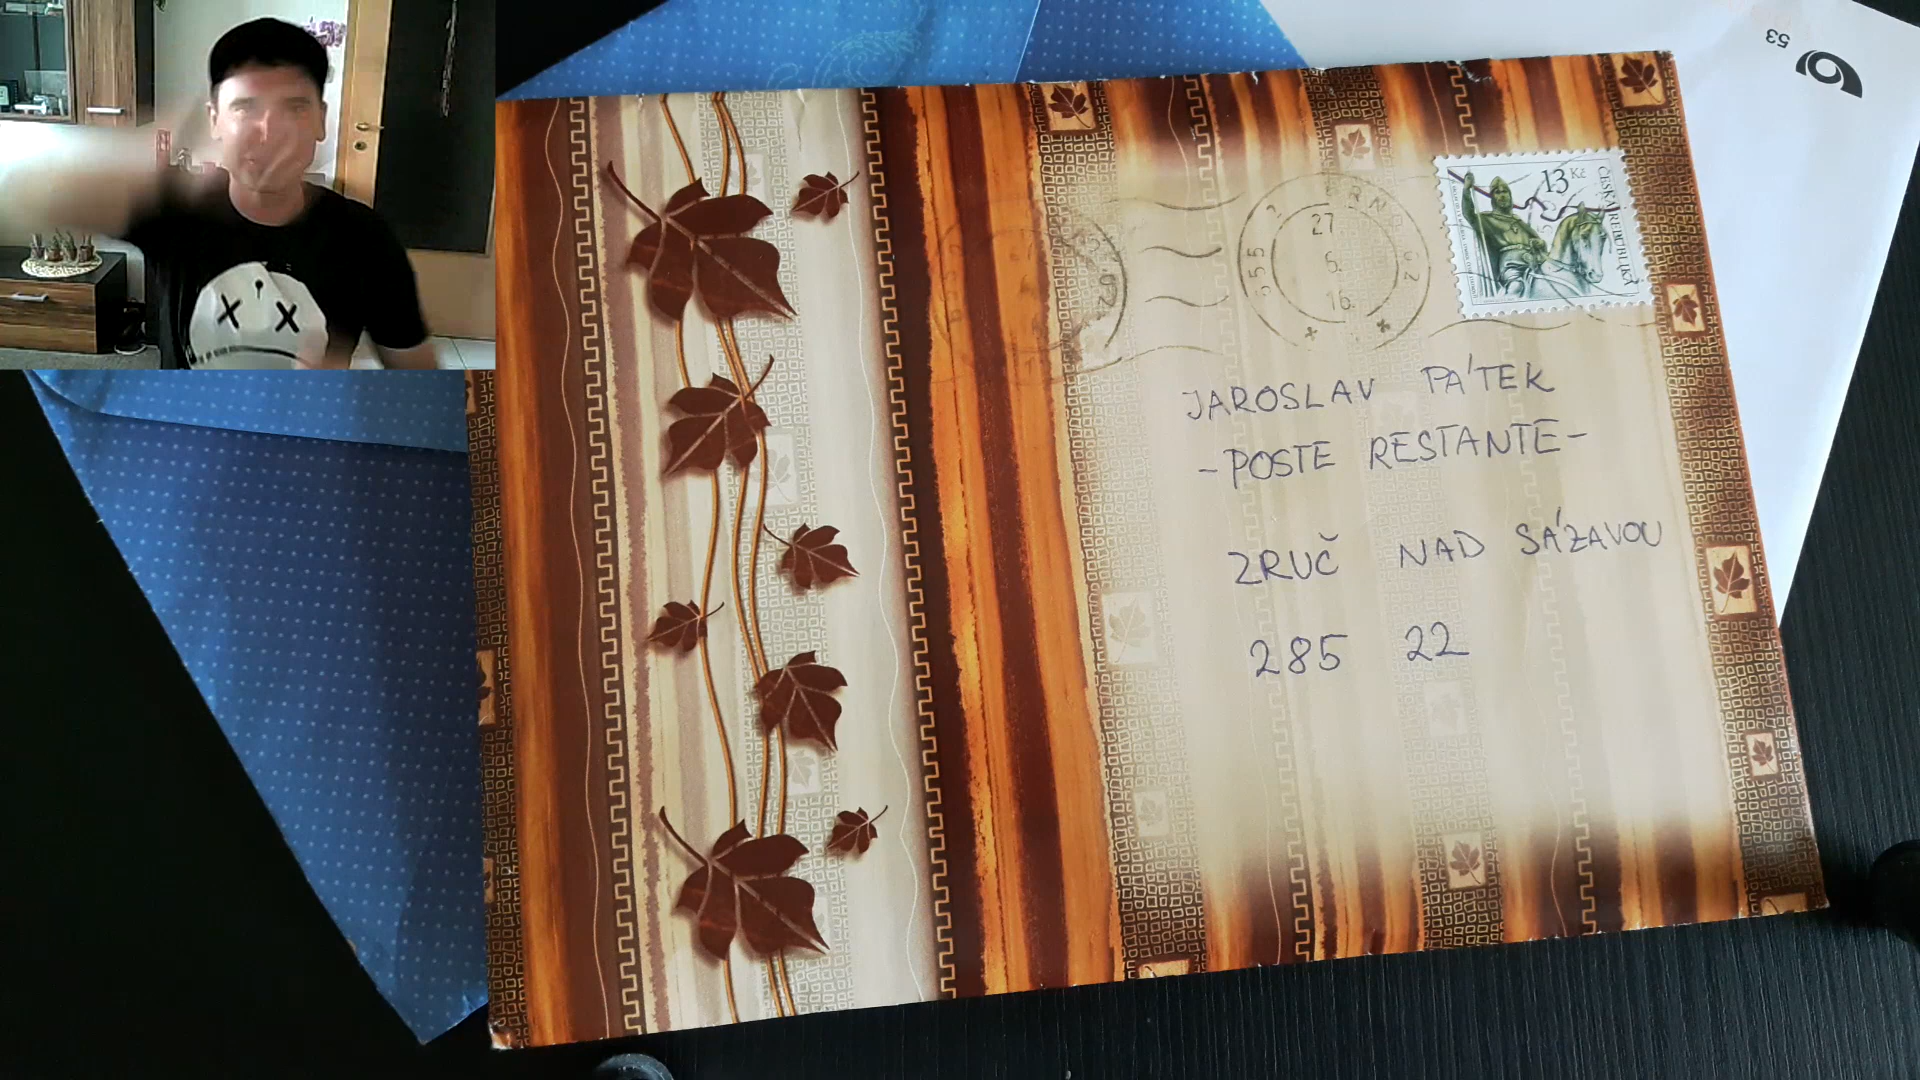 53
13 Kč
ČESKÁ REPUBLIKA
27
6.
16
JAROSLAV PÁTEK
-POSTE RESTANTE-
ZRUČ NAD SÁZAVOU
285 22